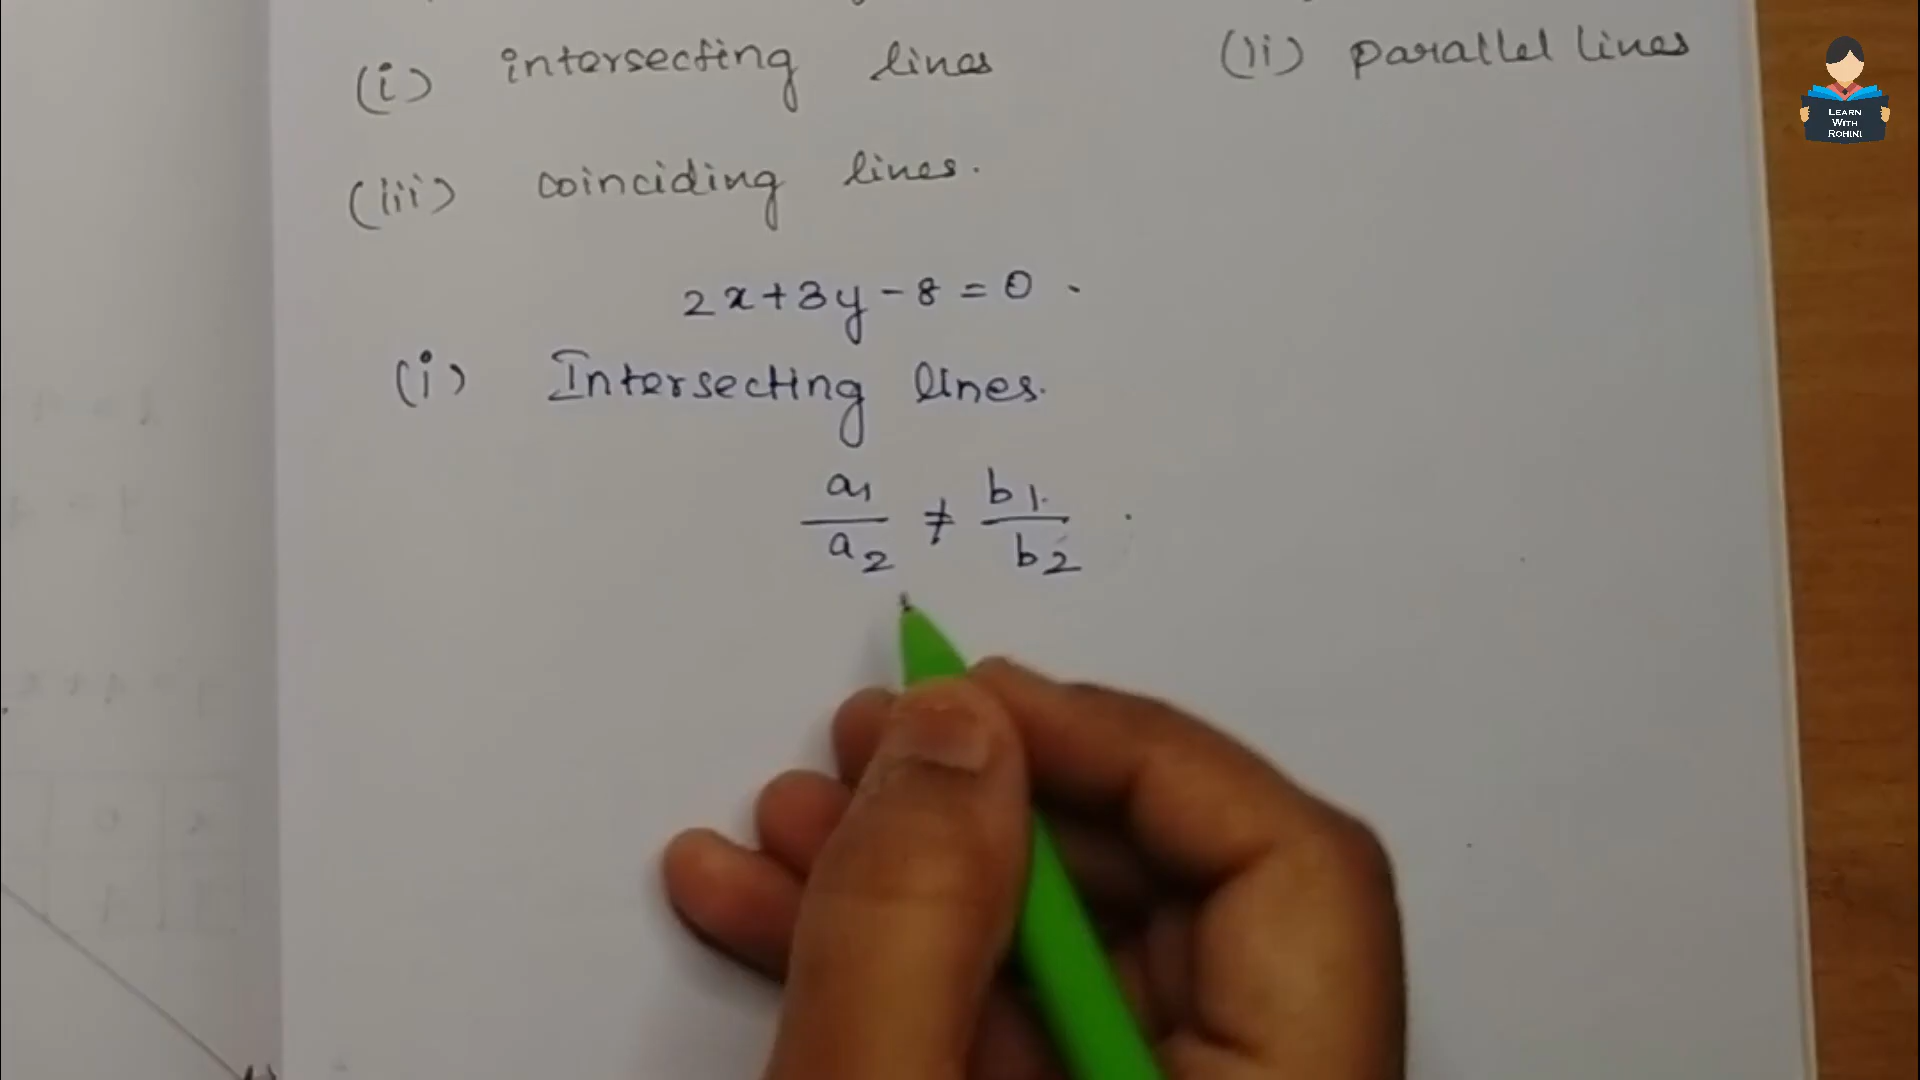 (i) intersecting lines (ii) parallel lines
(iii) coinciding lines.
2x+3y-8=0.
(i) Intersecting lines.
a1/a2 ≠ b1/b2
LEARN
WITH
ROHINI